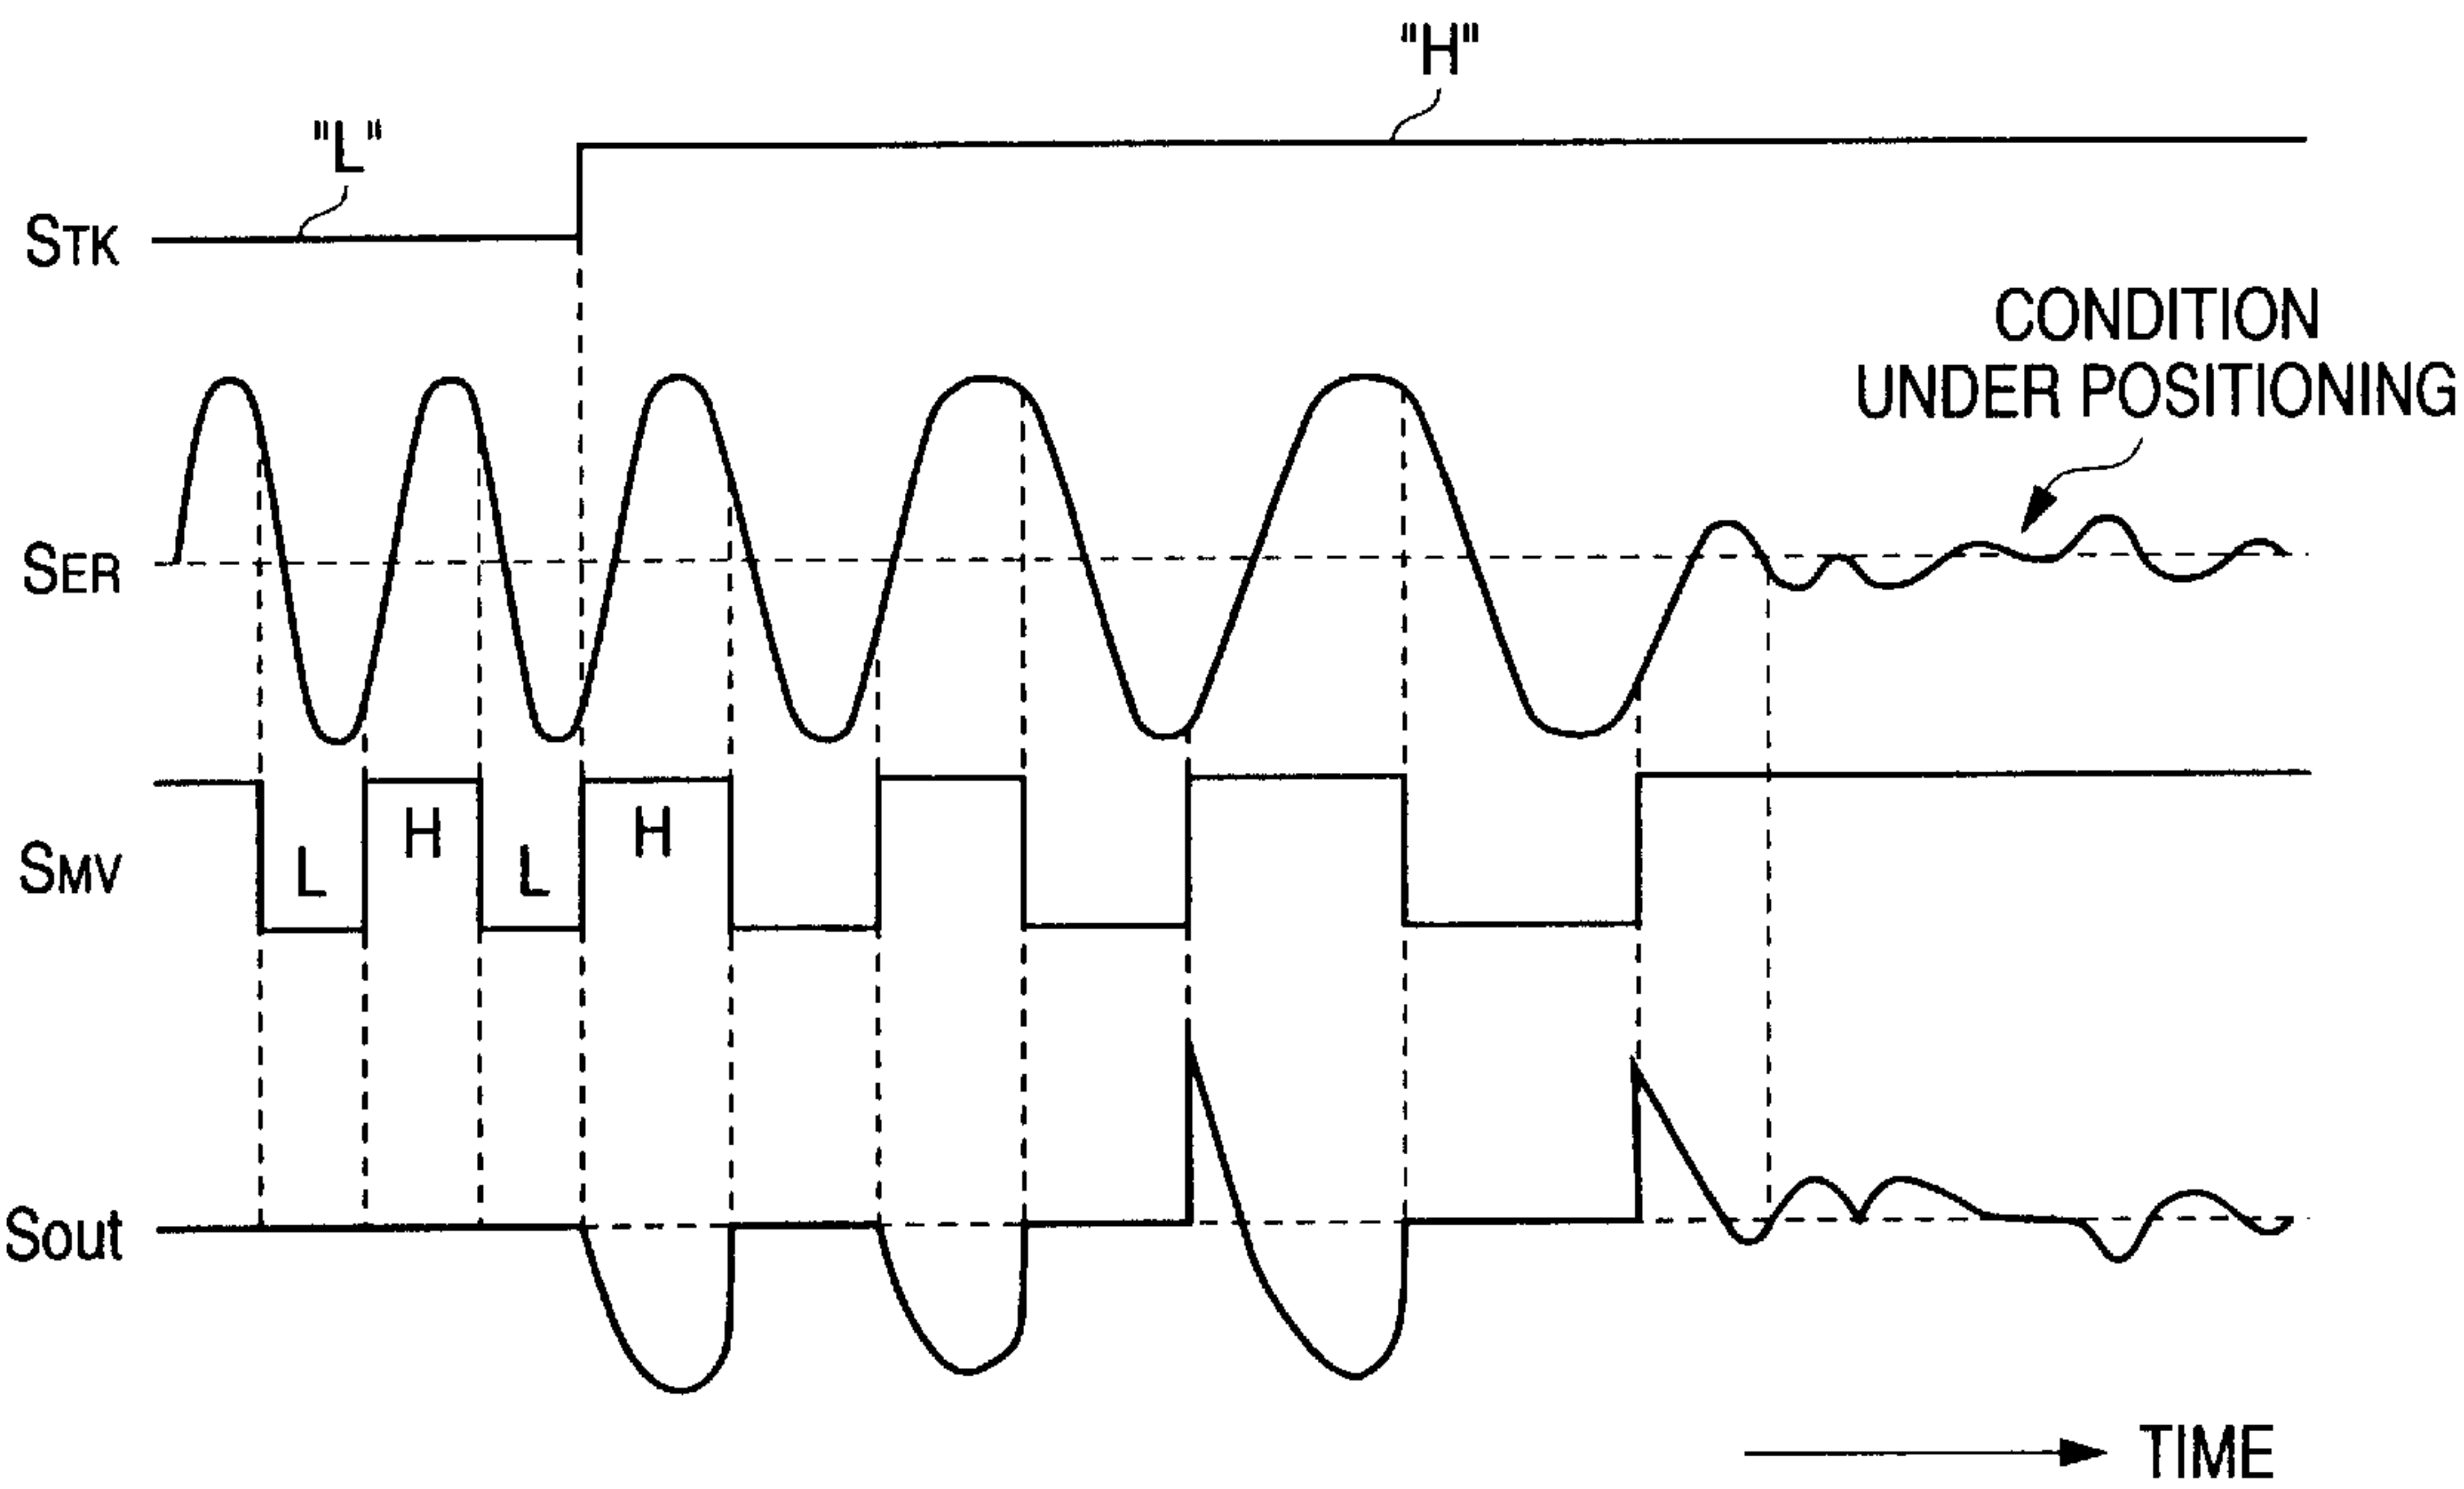 "H"
"L"
STK
CONDITION
UNDER POSITIONING
SER
H
H
L
L
SMV
Sout
TIME